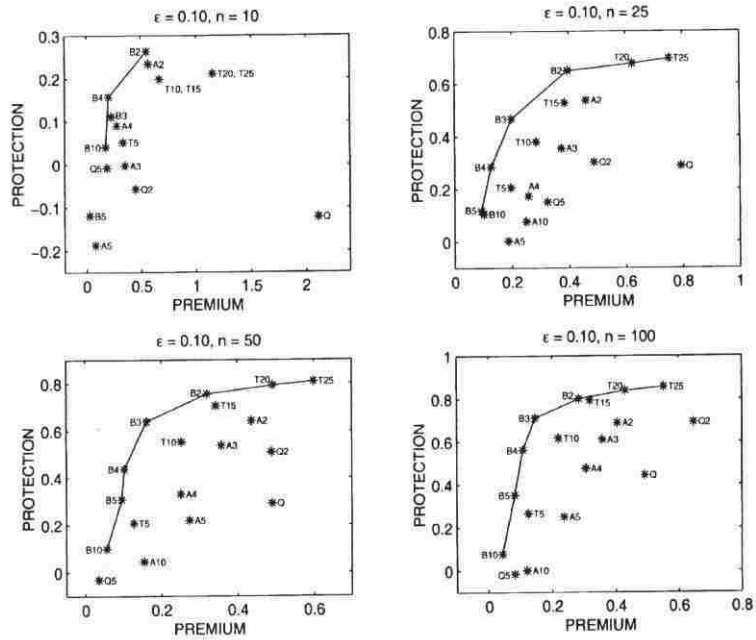 ε = 0.10, n = 10
PROTECTION
0.3
0.2
0.1
0
−0.1
−0.2
B2
A2
T10, T15
T20, T25
B4
B3
A4
B10
T5
Q5
A3
Q2
B5
Q
A5
0
0.5
1
1.5
2
PREMIUM
ε = 0.10, n = 25
PROTECTION
0.8
0.6
0.4
0.2
0
B2
T20
T25
T15
A2
B3
T10
A3
B4
Q2
Q
T5
A4
Q5
B5
B10
A10
A5
0
0.2
0.4
0.6
0.8
1
PREMIUM
ε = 0.10, n = 50
PROTECTION
0.8
0.6
0.4
0.2
0
B2
T20
T25
T15
B3
A2
T10
A3
Q2
B4
A4
B5
Q
T5
A5
B10
A10
Q5
0
0.2
0.4
0.6
PREMIUM
ε = 0.10, n = 100
PROTECTION
1
0.8
0.6
0.4
0.2
0
B2
T20
T25
T15
B3
A2
Q2
T10
A3
B4
A4
Q
B5
T5
A5
B10
Q5
A10
0
0.2
0.4
0.6
0.8
PREMIUM